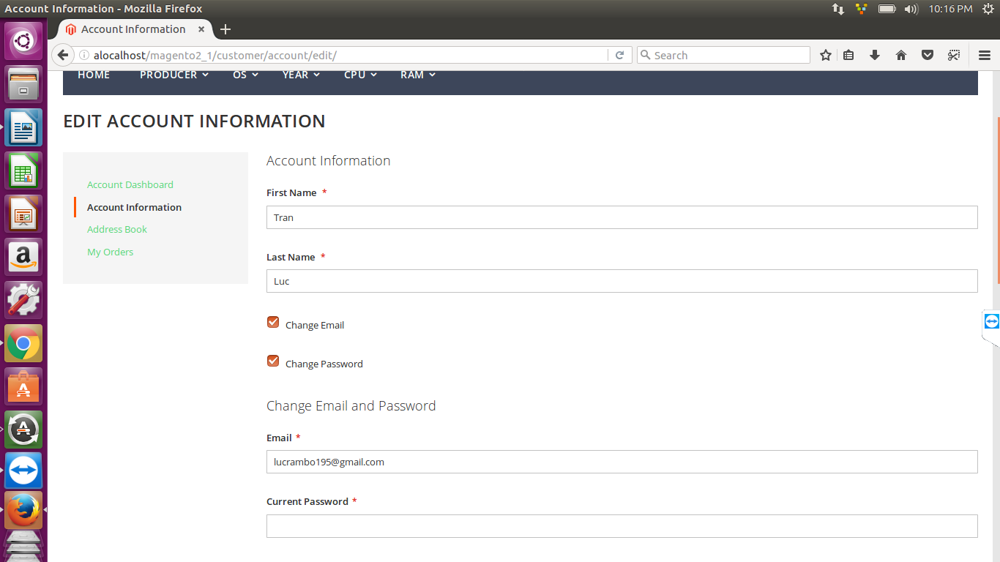 Account Information - Mozilla Firefox
10:16 PM
Account Information
alocalhost/magento2_1/customer/account/edit/
Search
HOME PRODUCER OS YEAR CPU RAM
EDIT ACCOUNT INFORMATION
Account Dashboard
Account Information
Address Book
My Orders
Account Information
First Name *
Tran
Last Name *
Luc
Change Email
Change Password
Change Email and Password
Email *
lucrambo195@gmail.com
Current Password *